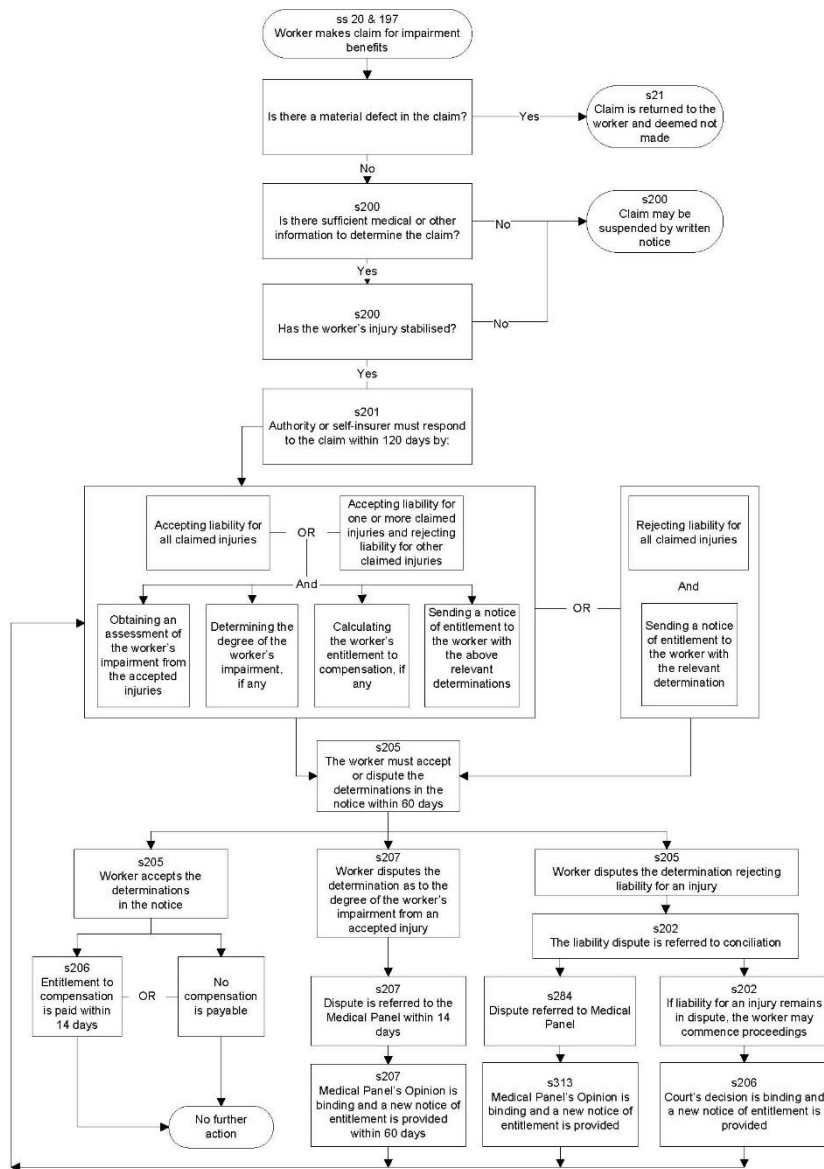 ss 20 & 197
Worker makes claim for impairment
benefits
Is there a material defect in the claim?
Yes
s21
Claim is returned to the
worker and deemed not
made
No
s200
Is there sufficient medical or other
information to determine the claim?
No
s200
Claim may be
suspended by written
notice
Yes
s200
Has the worker's injury stabilised?
No
Yes
s201
Authority or self-insurer must respond
to the claim within 120 days by:
Accepting liability for
all claimed injuries
OR
Accepting liability for
one or more claimed
injuries and rejecting
liability for other
claimed injuries
And
Obtaining an
assessment of
the worker's
impairment from
the accepted
injuries
Determining the
degree of the
worker's
impairment,
if any
Calculating
the worker's
entitlement to
compensation, if
any
Sending a notice
of entitlement to
the worker with
the above
relevant
determinations
OR
Rejecting liability for
all claimed injuries
And
Sending a notice
of entitlement to
the worker with
the relevant
determination
s205
The worker must accept
or dispute the
determinations in the
notice within 60 days
s205
Worker accepts the
determinations
in the notice
s206
Entitlement to
compensation
is paid within
14 days
OR
No
compensation
is payable
No further
action
s207
Worker disputes the
determination as to the
degree of the worker's
impairment from an
accepted injury
s207
Dispute is referred to the
Medical Panel within 14
days
s207
Medical Panel's Opinion is
binding and a new notice of
entitlement is provided
within 60 days
s205
Worker disputes the determination rejecting
liability for an injury
s202
The liability dispute is referred to conciliation
s284
Dispute referred to Medical
Panel
s313
Medical Panel's Opinion is
binding and a new notice of
entitlement is provided
s202
If liability for an injury remains
in dispute, the worker may
commence proceedings
s206
Court's decision is binding and
a new notice of entitlement is
provided